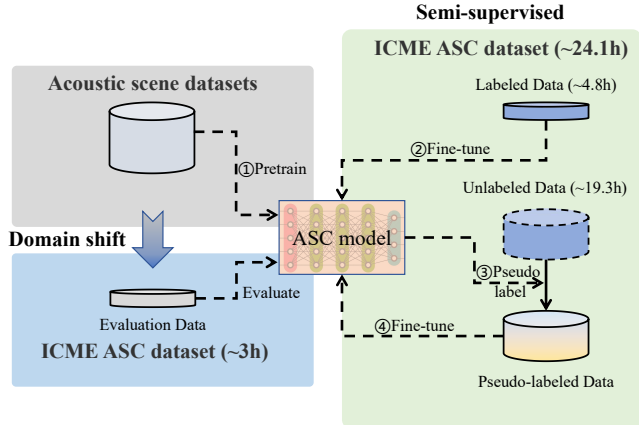 Semi-supervised
ICME ASC dataset (~24.1h)
Acoustic scene datasets
Labeled Data (~4.8h)
②Fine-tune
①Pretrain
Unlabeled Data (~19.3h)
ASC model
Domain shift
③Pseudo
label
Evaluate
④Fine-tune
Evaluation Data
ICME ASC dataset (~3h)
Pseudo-labeled Data